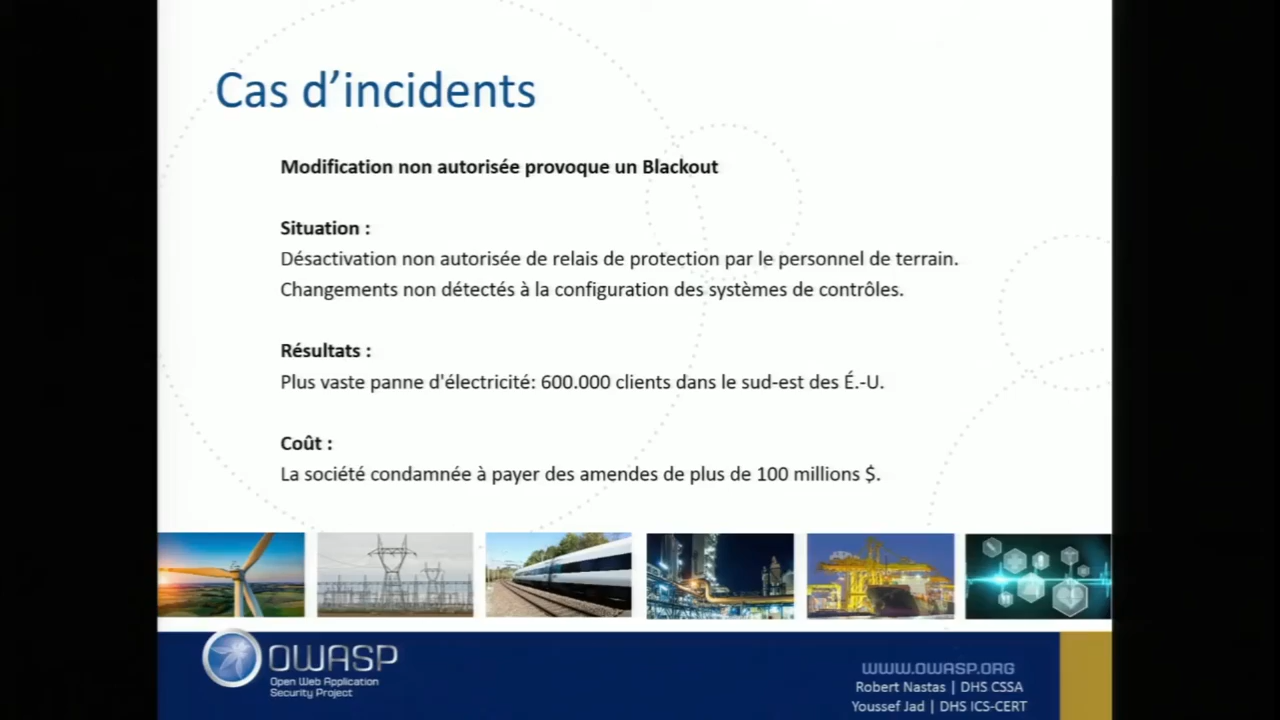 Cas d'incidents
Modification non autorisée provoque un Blackout
Situation :
Désactivation non autorisée de relais de protection par le personnel de terrain.
Changements non détectés à la configuration des systèmes de contrôles.
Résultats :
Plus vaste panne d'électricité: 600.000 clients dans le sud-est des É.-U.
Coût :
La société condamnée à payer des amendes de plus de 100 millions $.
OWASP
Open Web Application
Security Project
WWW.OWASP.ORG
Robert Nastas | DHS CSSA
Youssef Jad | DHS ICS-CERT